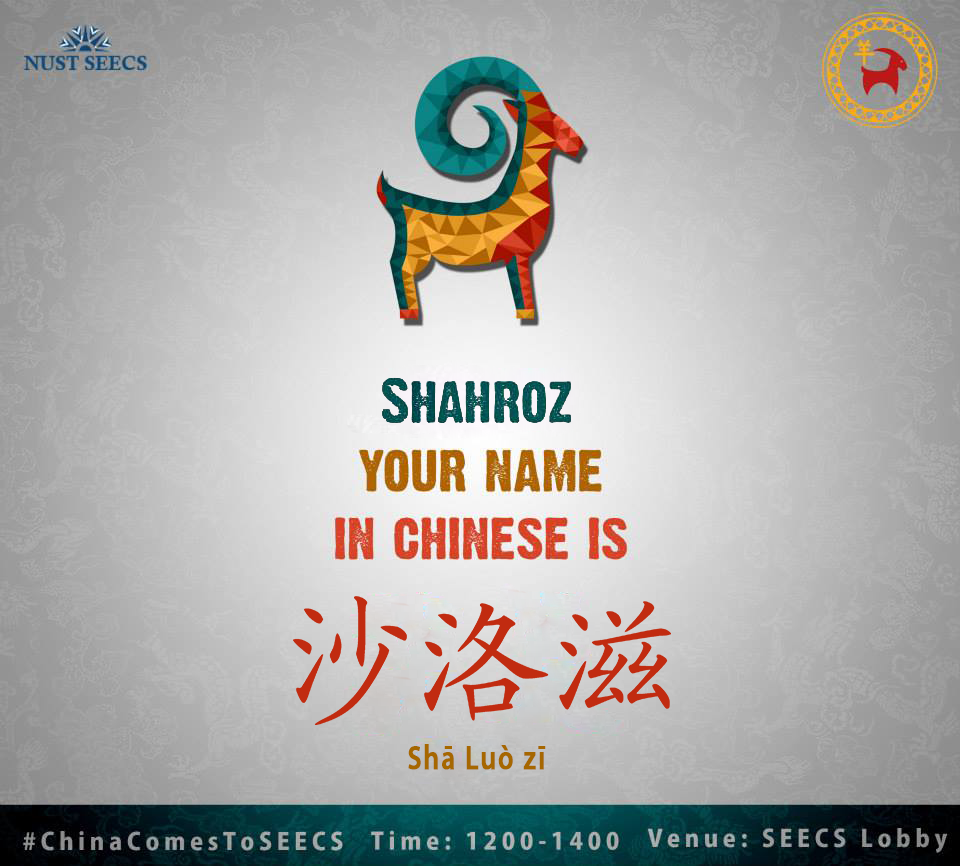 NUST SEECS
羊
SHAHROZ
YOUR NAME
IN CHINESE IS
沙洛滋
Shā Luò zī
#ChinaComesToSEECS Time: 1200-1400 Venue: SEECS Lobby